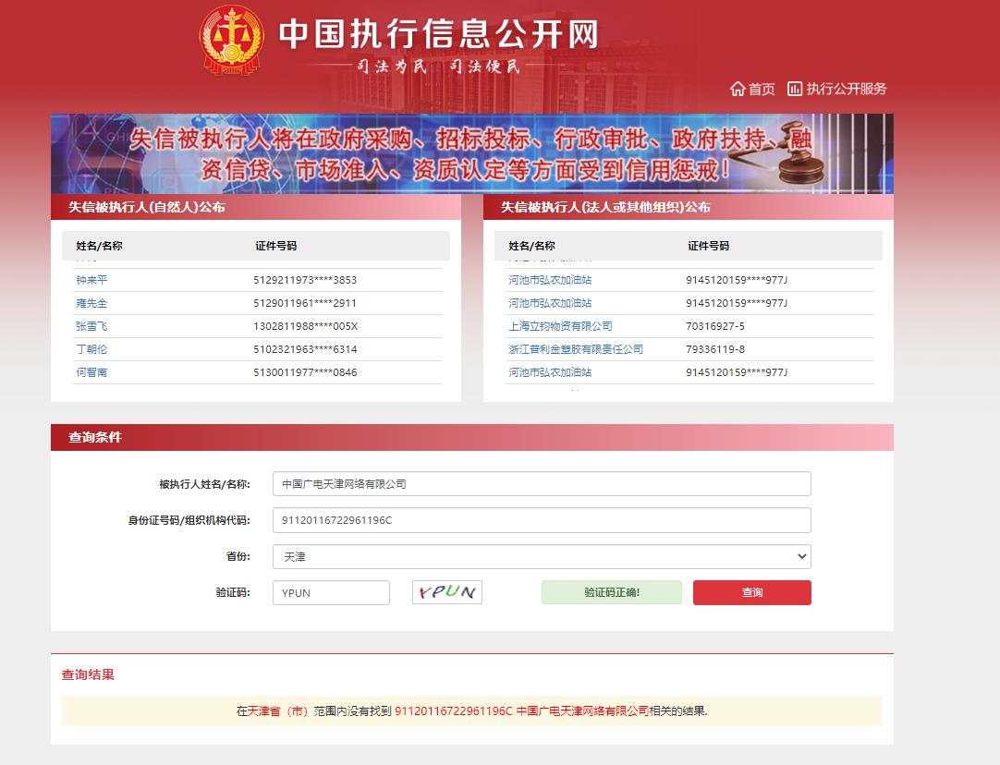 中国执行信息公开网
司法为民 司法便民
首页 执行公开服务
失信被执行人将在政府采购、招标投标、行政审批、政府扶持、融
资信贷、市场准入、资质认定等方面受到信用惩戒！
失信被执行人(自然人)公布
姓名/名称 证件号码
钟来平 5129211973****3853
雍先全 5129011961****2911
张雪飞 1302811988****005X
丁朝伦 5102321963****6314
何智南 5130011977****0846
失信被执行人(法人或其他组织)公布
姓名/名称 证件号码
河池市弘农加油站 9145120159****977J
河池市弘农加油站 9145120159****977J
上海立钧物资有限公司 70316927-5
浙江普利金塑胶有限责任公司 79336119-8
河池市弘农加油站 9145120159****977J
查询条件
被执行人姓名/名称: 中国广电天津网络有限公司
身份证号码/组织机构代码: 91120116722961196C
省份: 天津
验证码: YPUN YPUN 验证码正确! 查询
查询结果
在天津省（市）范围内没有找到 91120116722961196C 中国广电天津网络有限公司相关的结果.